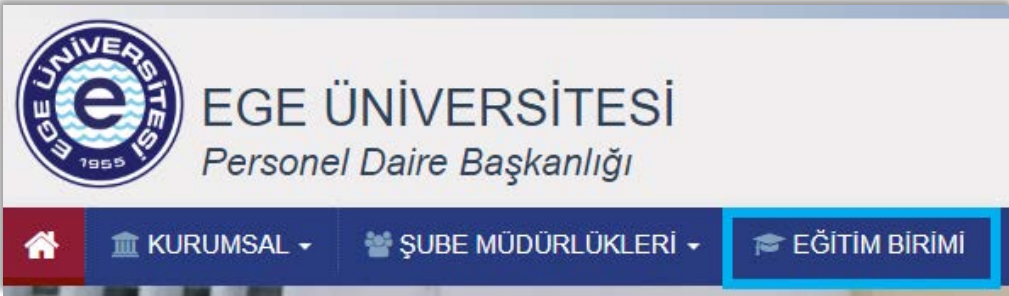 EGE ÜNİVERSİTESİ
e
1955
EGE ÜNİVERSİTESİ
Personel Daire Başkanlığı
KURUMSAL
ŞUBE MÜDÜRLÜKLERİ
EĞİTİM BİRİMİ